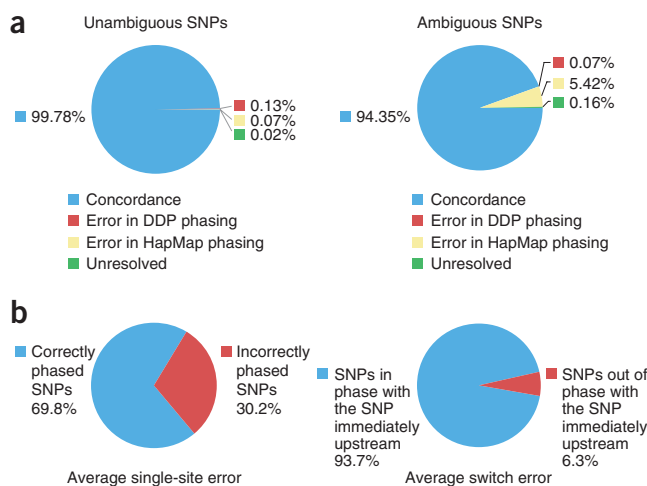 a
Unambiguous SNPs
99.78%
0.13%
0.07%
0.02%
Concordance
Error in DDP phasing
Error in HapMap phasing
Unresolved
Ambiguous SNPs
94.35%
0.07%
5.42%
0.16%
Concordance
Error in DDP phasing
Error in HapMap phasing
Unresolved
b
Correctly
phased
SNPs
69.8%
Incorrectly
phased
SNPs
30.2%
Average single-site error
SNPs in
phase with
the SNP
immediately
upstream
93.7%
SNPs out of
phase with
the SNP
immediately
upstream
6.3%
Average switch error